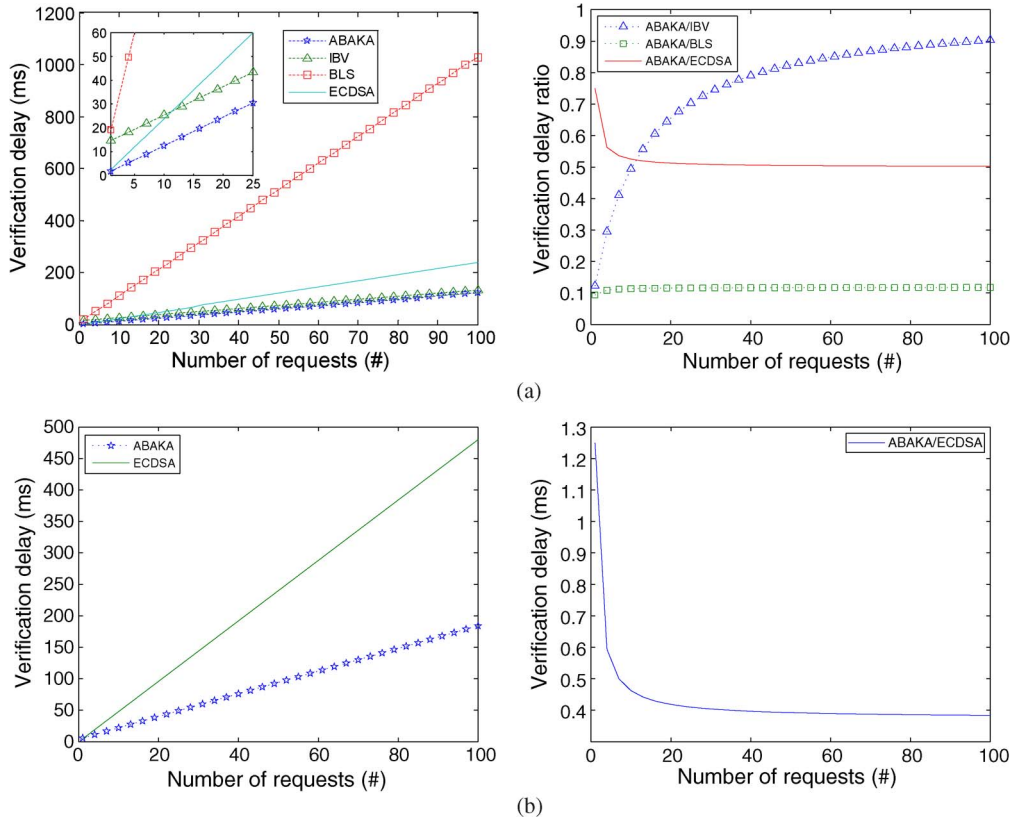 1200
1000
800
600
400
200
0
Verification delay (ms)
60
50
40
30
20
10
0
5 10 15 20 25
ABAKA
IBV
BLS
ECDSA
0 10 20 30 40 50 60 70 80 90 100
Number of requests (#)
1
0.9
0.8
0.7
0.6
0.5
0.4
0.3
0.2
0.1
0
Verification delay ratio
ABAKA/IBV
ABAKA/BLS
ABAKA/ECDSA
0 20 40 60 80 100
Number of requests (#)
(a)
500
450
400
350
300
250
200
150
100
50
0
Verification delay (ms)
ABAKA
ECDSA
0 20 40 60 80 100
Number of requests (#)
1.3
1.2
1.1
1
0.9
0.8
0.7
0.6
0.5
0.4
Verification delay (ms)
ABAKA/ECDSA
0 20 40 60 80 100
Number of requests (#)
(b)